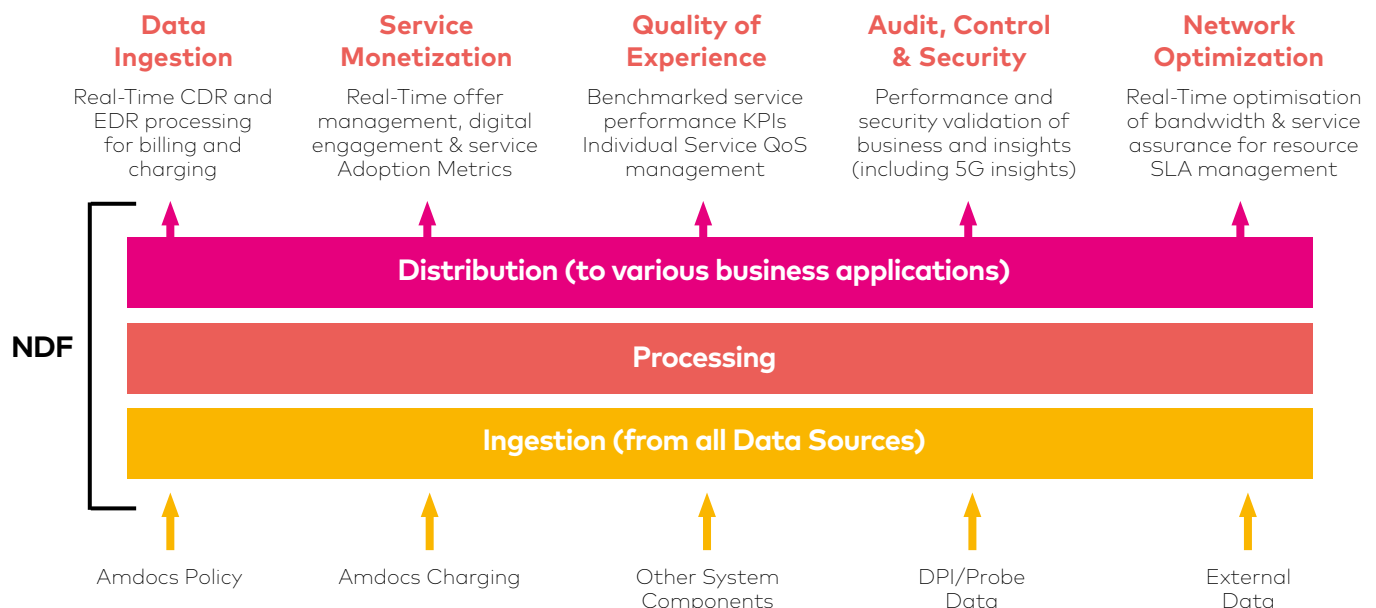 Data
Ingestion
Real-Time CDR and
EDR processing
for billing and
charging
Service
Monetization
Real-Time offer
management, digital
engagement & service
Adoption Metrics
Quality of
Experience
Benchmarked service
performance KPIs
Individual Service QoS
management
Audit, Control
& Security
Performance and
security validation of
business and insights
(including 5G insights)
Network
Optimization
Real-Time optimisation
of bandwidth & service
assurance for resource
SLA management
NDF
Distribution (to various business applications)
Processing
Ingestion (from all Data Sources)
Amdocs Policy
Amdocs Charging
Other System
Components
DPI/Probe
Data
External
Data